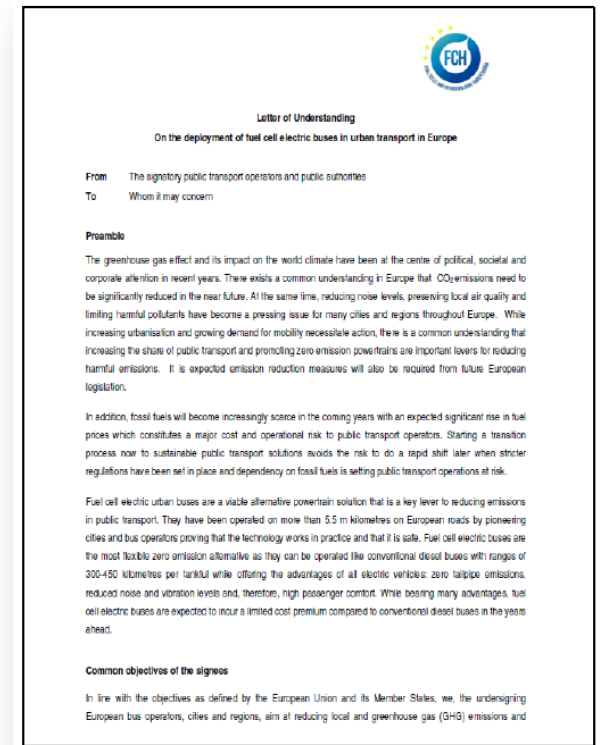 FCH
Letter of Understanding
On the deployment of fuel cell electric buses in urban transport in Europe
From The signatory public transport operators and public authorities
To Whom it may concern
Preamble
The greenhouse gas effect and its impact on the world climate have been at the centre of political, societal and
corporate attention in recent years. There exists a common understanding in Europe that CO₂ emissions need to
be significantly reduced in the near future. At the same time, reducing noise levels, preserving local air quality and
limiting harmful pollutants have become a pressing issue for many cities and regions throughout Europe. While
increasing urbanisation and growing demand for mobility necessitate action, there is a common understanding that
increasing the share of public transport and promoting zero emission powertrains are important levers for reducing
harmful emissions. It is expected emission reduction measures will also be required from future European
legislation.
In addition, fossil fuels will become increasingly scarce in the coming years with an expected significant rise in fuel
prices which constitutes a major cost and operational risk to public transport operators. Starting a transition
process now to sustainable public transport solutions avoids the risk to do a rapid shift later when stricter
regulations have been set in place and dependency on fossil fuels is setting public transport operations at risk.
Fuel cell electric urban buses are a viable alternative powertrain solution that is a key lever to reducing emissions
in public transport. They have been operated on more than 5.5 m kilometres on European roads by pioneering
cities and bus operators proving that the technology works in practice and that it is safe. Fuel cell electric buses are
the most flexible zero emission alternative as they can be operated like conventional diesel buses with ranges of
300-450 kilometres per tankful while offering the advantages of all electric vehicles: zero tailpipe emissions,
reduced noise and vibration levels and, therefore, high passenger comfort. While bearing many advantages, fuel
cell electric buses are expected to incur a limited cost premium compared to conventional diesel buses in the years
ahead.
Common objectives of the signees
In line with the objectives as defined by the European Union and its Member States, we, the undersigning
European bus operators, cities and regions, aim at reducing local and greenhouse gas (GHG) emissions and